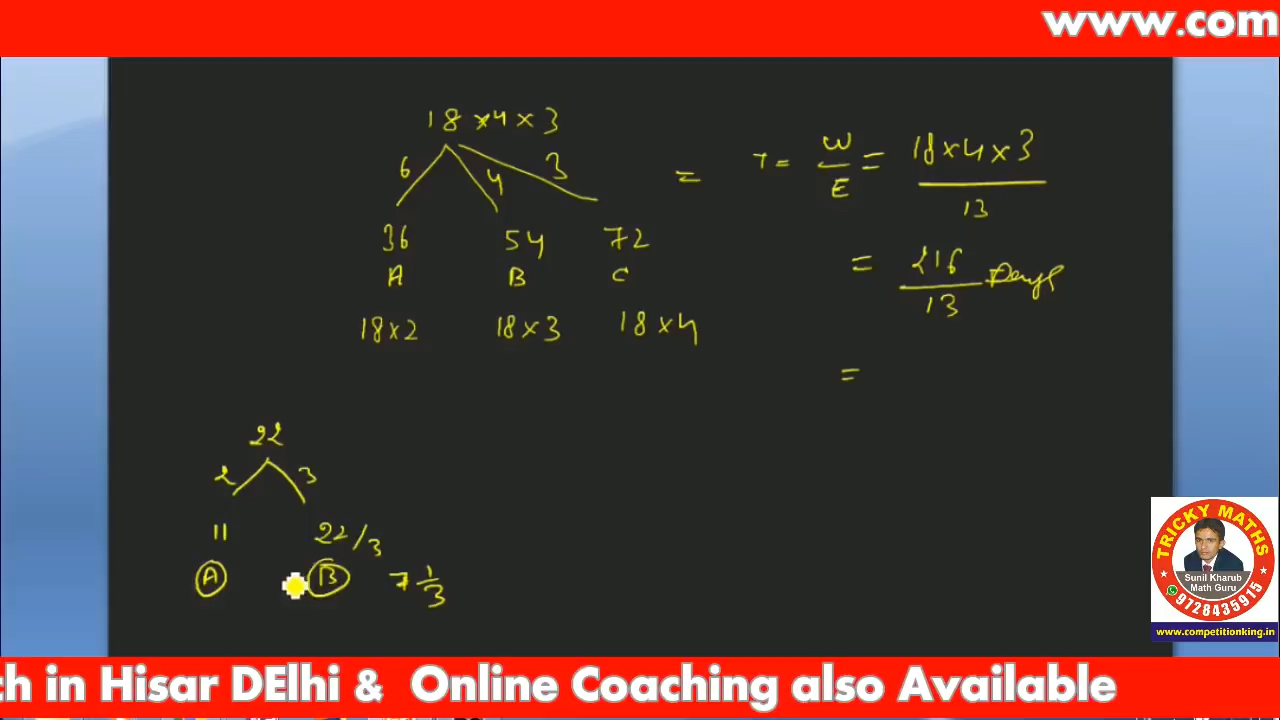 www.com
18 x 4 x 3
6 4 3
36 54 72
A B C
18 x 2 18 x 3 18 x 4
=
T = W/E = 18 x 4 x 3 / 13
= 216/13 Days
=
22
2 3
11 22/3
A B 7 1/3
TRICKY MATHS
Sunil Kharub
Math Guru
9728435915
www.competitionking.in
ch in Hisar DElhi & Online Coaching also Available